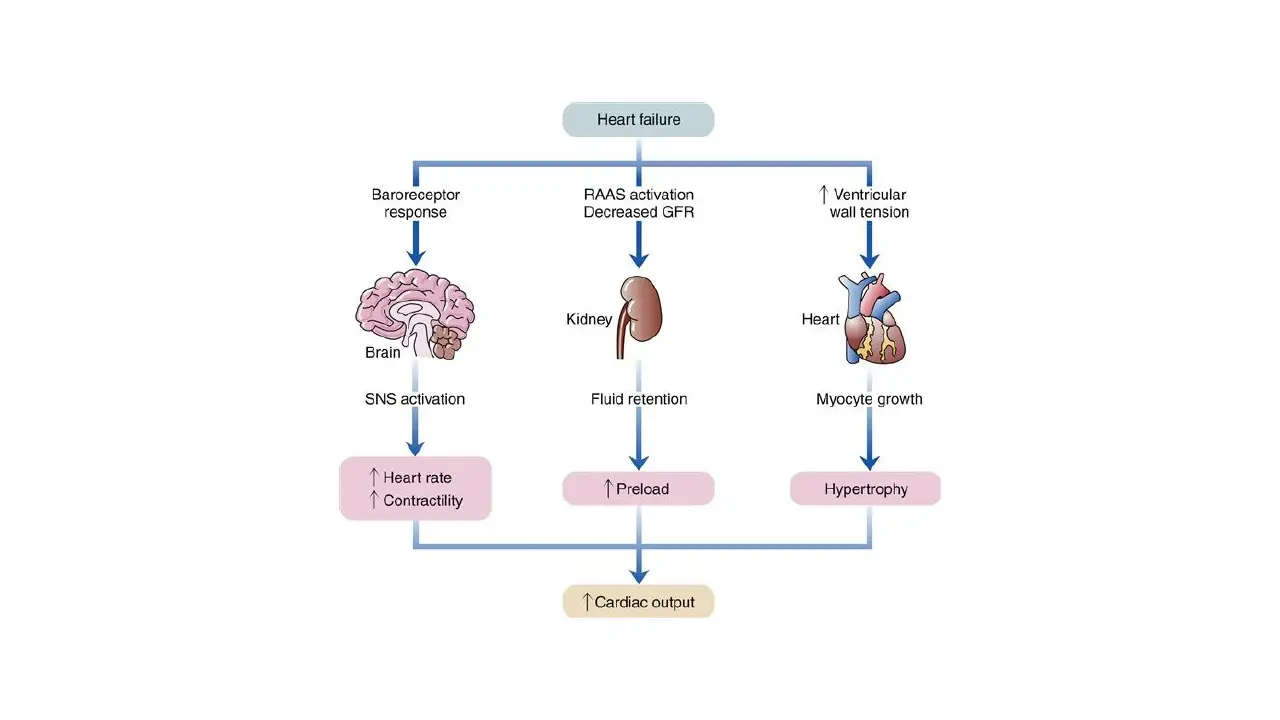 Heart failure
Baroreceptor
response
RAAS activation
Decreased GFR
↑ Ventricular
wall tension
Brain
Kidney
Heart
SNS activation
Fluid retention
Myocyte growth
↑ Heart rate
↑ Contractility
↑ Preload
Hypertrophy
↑ Cardiac output